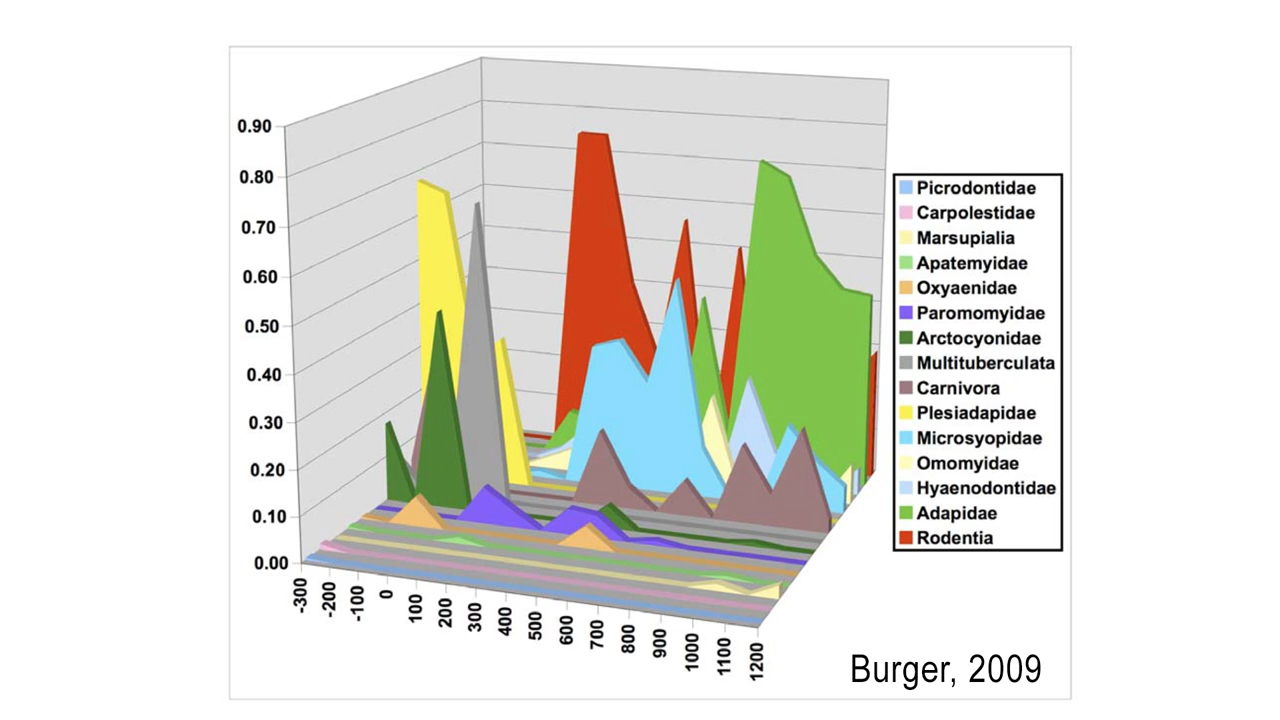 0.90
0.80
0.70
0.60
0.50
0.40
0.30
0.20
0.10
0.00
-300
-200
-100
0
100
200
300
400
500
600
700
800
900
1000
1100
1200
Picrodontidae
Carpolestidae
Marsupialia
Apatemyidae
Oxyaenidae
Paromomyidae
Arctocyonidae
Multituberculata
Carnivora
Plesiadapidae
Microsyopidae
Omomyidae
Hyaenodontidae
Adapidae
Rodentia
Burger, 2009